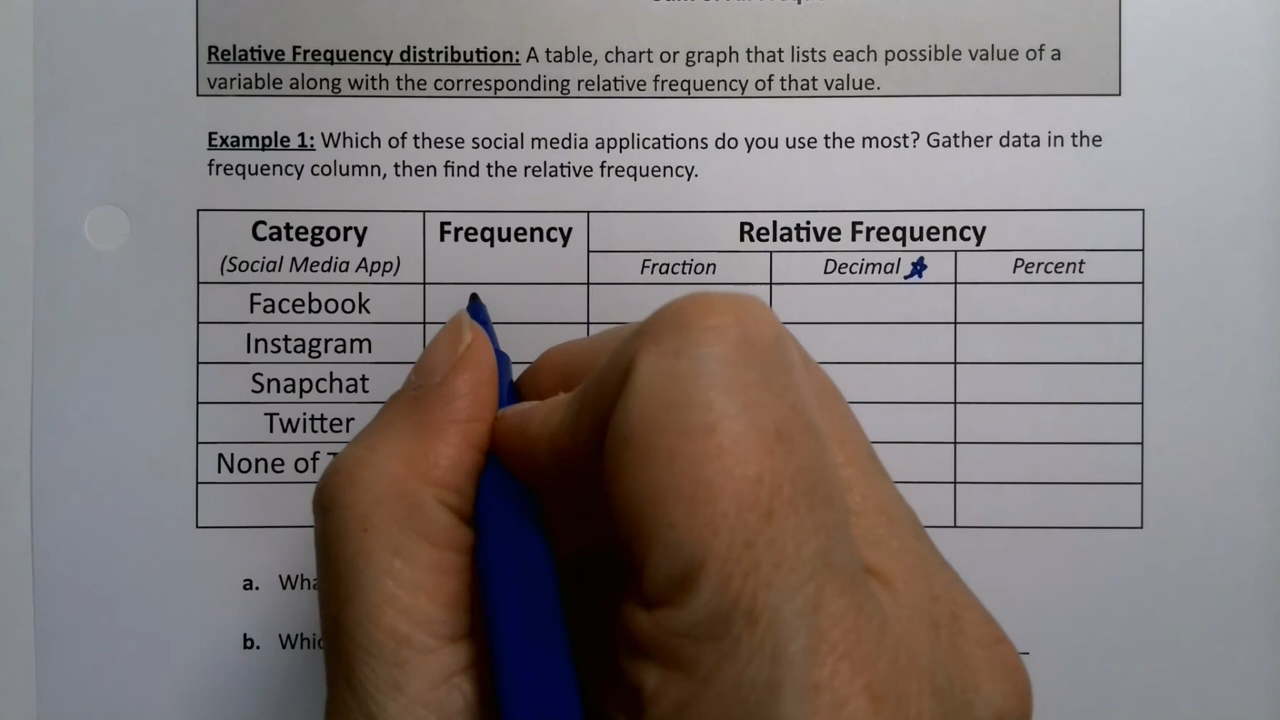 Relative Frequency distribution: A table, chart or graph that lists each possible value of a
variable along with the corresponding relative frequency of that value.
Example 1: Which of these social media applications do you use the most? Gather data in the
frequency column, then find the relative frequency.
Category Frequency Relative Frequency
(Social Media App) Fraction Decimal Percent
Facebook
Instagram
Snapchat
Twitter
None of
a.
b.